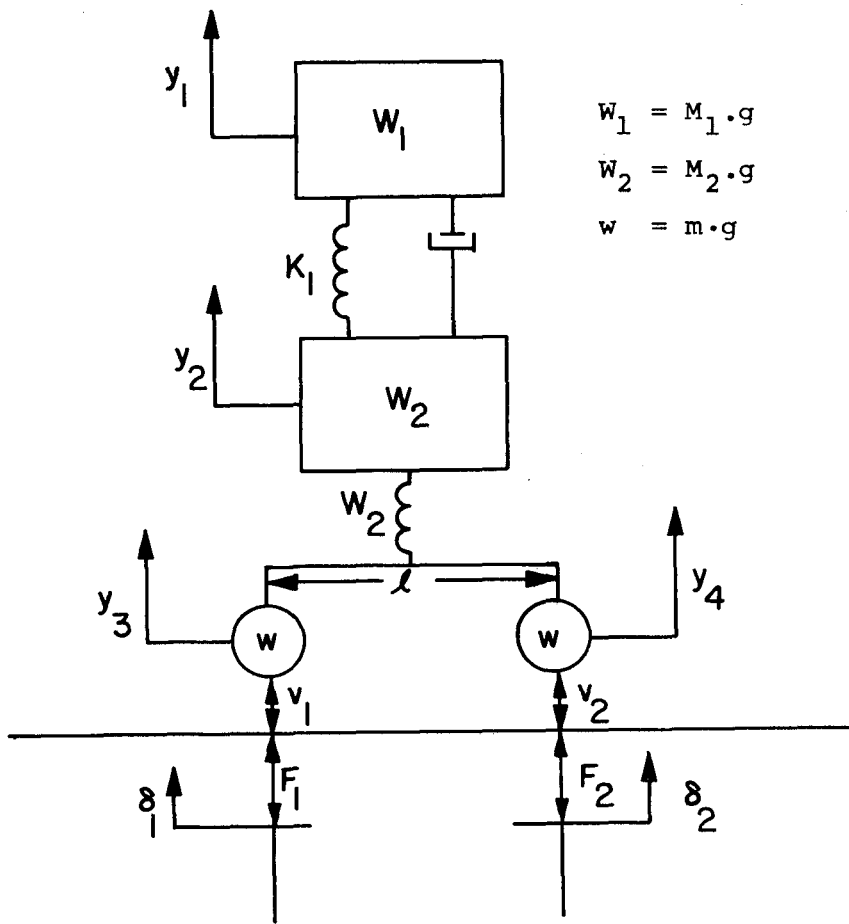 y₁
W₁
W₁ = M₁·g
W₂ = M₂·g
w = m·g
K₁
y₂
W₂
W₂
y₃
ℓ
y₄
w
w
v₁
v₂
F₁
F₂
δ₁
δ₂